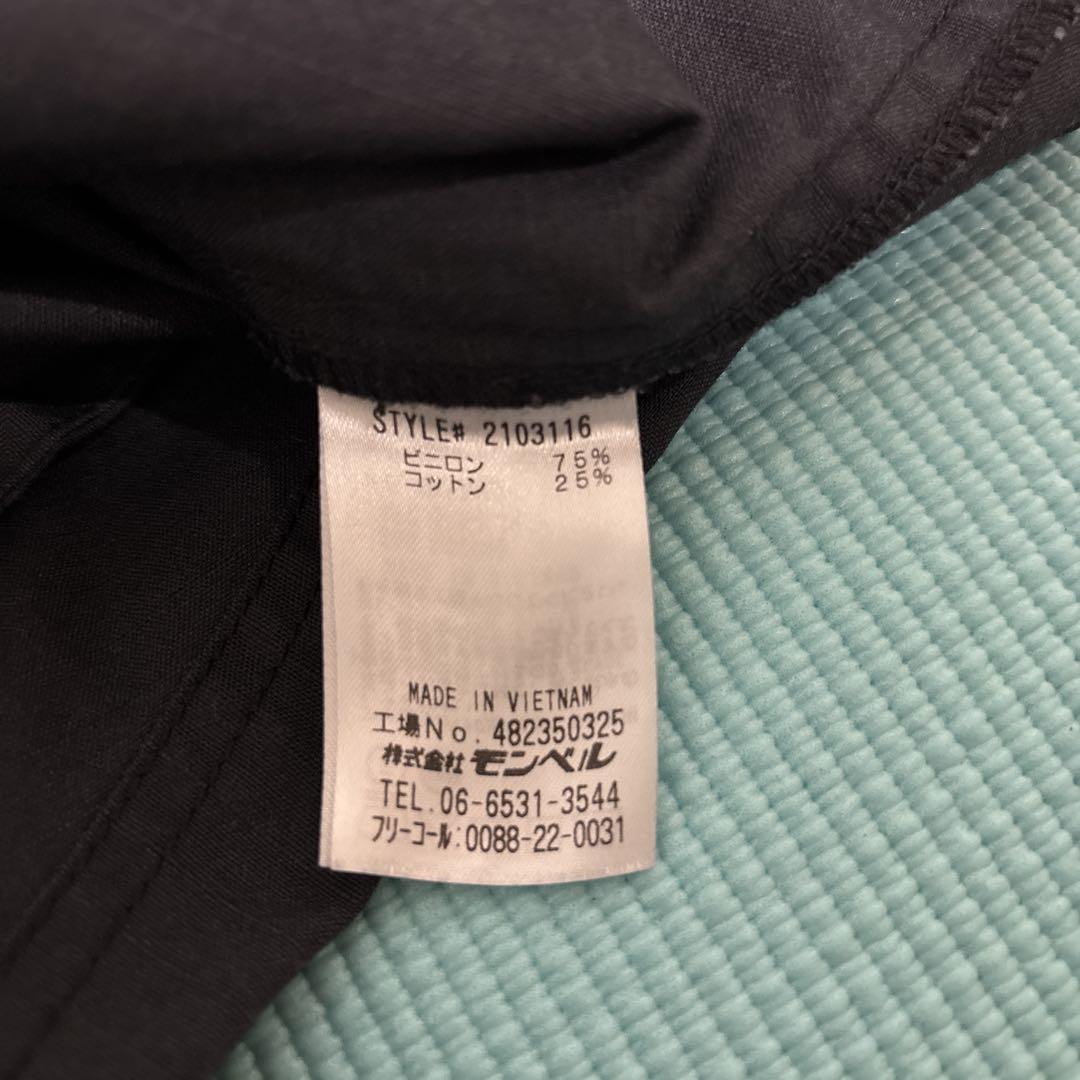 STYLE# 2103116
ビニロン 75%
コットン 25%
MADE IN VIETNAM
工場No. 482350325
株式会社モンベル
TEL.06-6531-3544
フリーコール:0088-22-0031